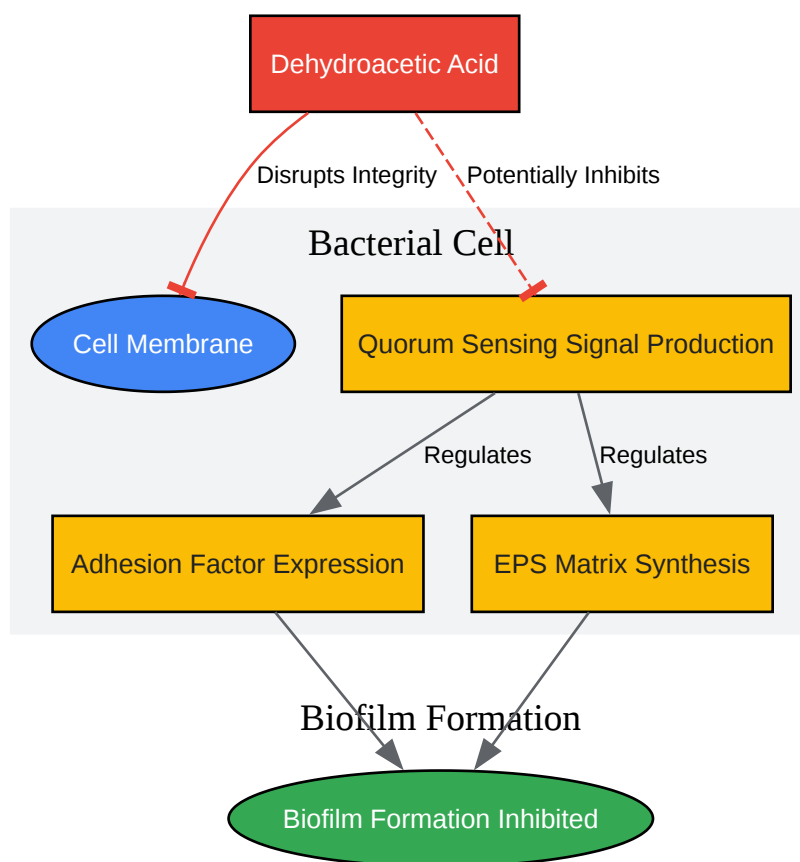 Dehydroacetic Acid
Disrupts Integrity
Potentially Inhibits
Bacterial Cell
Cell Membrane
Quorum Sensing Signal Production
Regulates
Regulates
Adhesion Factor Expression
EPS Matrix Synthesis
Biofilm Formation
Biofilm Formation Inhibited